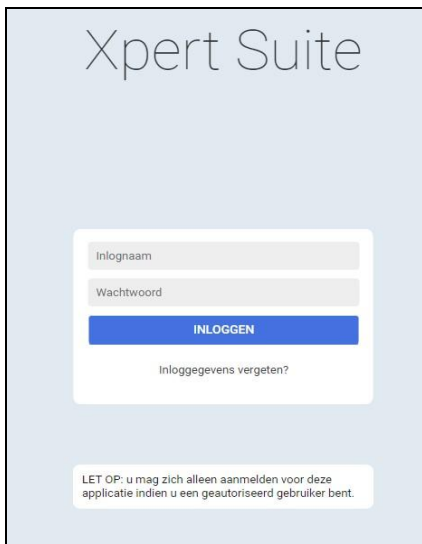 Xpert Suite
Inlognaam
Wachtwoord
INLOGGEN
Inloggegevens vergeten?
LET OP: u mag zich alleen aanmelden voor deze
applicatie indien u een geautoriseerd gebruiker bent.